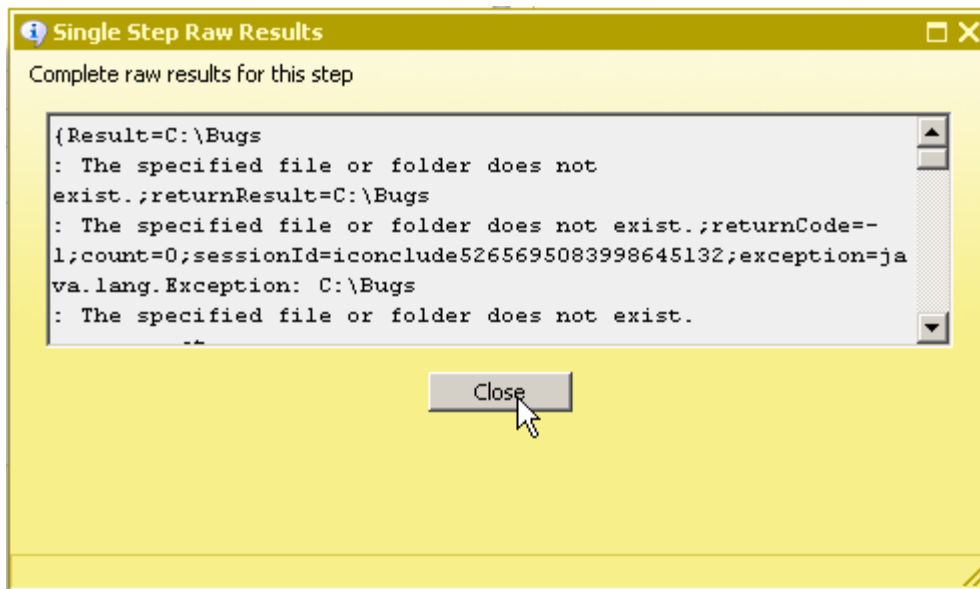 Single Step Raw Results
Complete raw results for this step
{Result=C:\Bugs
: The specified file or folder does not
exist.;returnResult=C:\Bugs
: The specified file or folder does not exist.;returnCode=-
1;count=0;sessionId=iconclude5265695083998645132;exception=ja
va.lang.Exception: C:\Bugs
: The specified file or folder does not exist.
Close